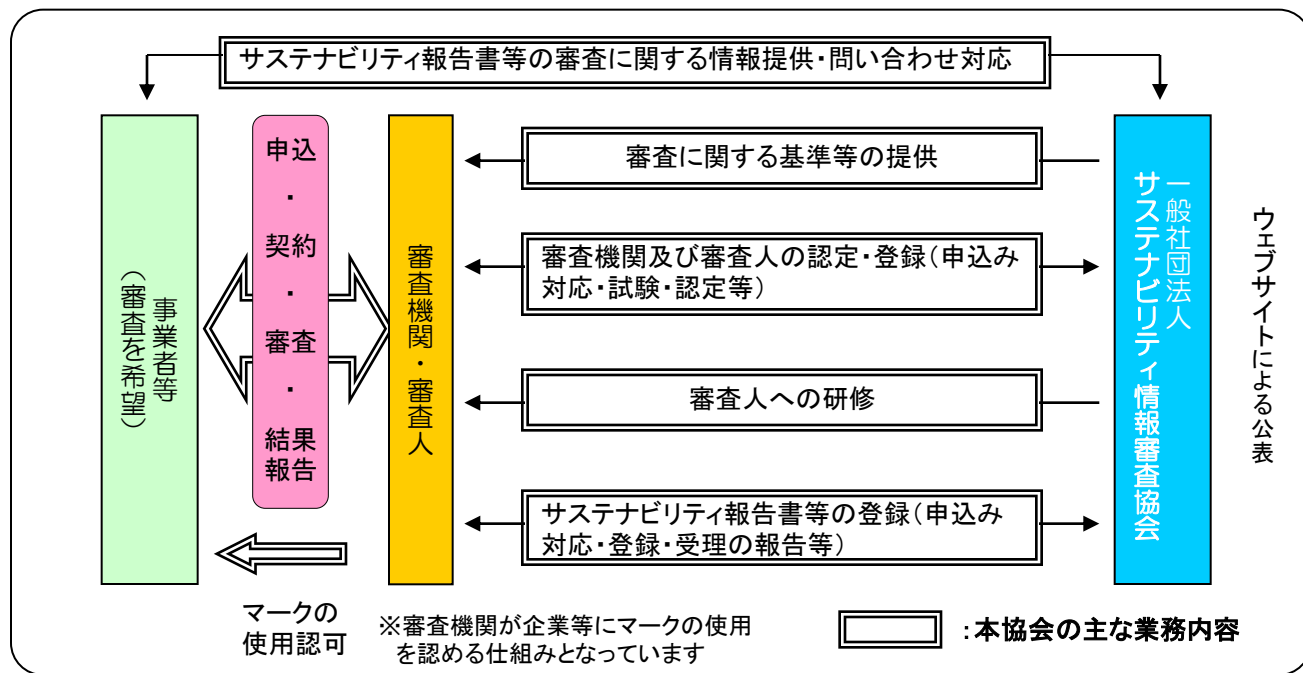 サステナビリティ報告書等の審査に関する情報提供・問い合わせ対応
事業者等
（審査を希望）
申込
・
契約
・
審査
・
結果
報告
審査機関・審査人
審査に関する基準等の提供
審査機関及び審査人の認定・登録（申込み
対応・試験・認定等）
審査人への研修
サステナビリティ報告書等の登録（申込み
対応・登録・受理の報告等）
一般社団法人
サステナビリティ情報審査協会
ウェブサイトによる公表
マークの
使用認可
※審査機関が企業等にマークの使用
を認める仕組みとなっています
：本協会の主な業務内容